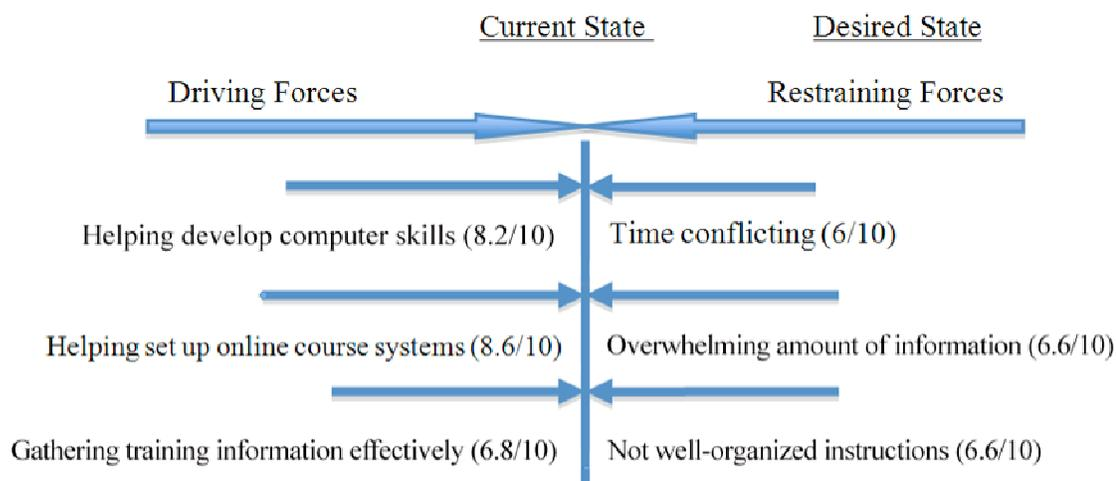 Current State
Desired State
Driving Forces
Restraining Forces
Helping develop computer skills (8.2/10)
Time conflicting (6/10)
Helping set up online course systems (8.6/10)
Overwhelming amount of information (6.6/10)
Gathering training information effectively (6.8/10)
Not well-organized instructions (6.6/10)